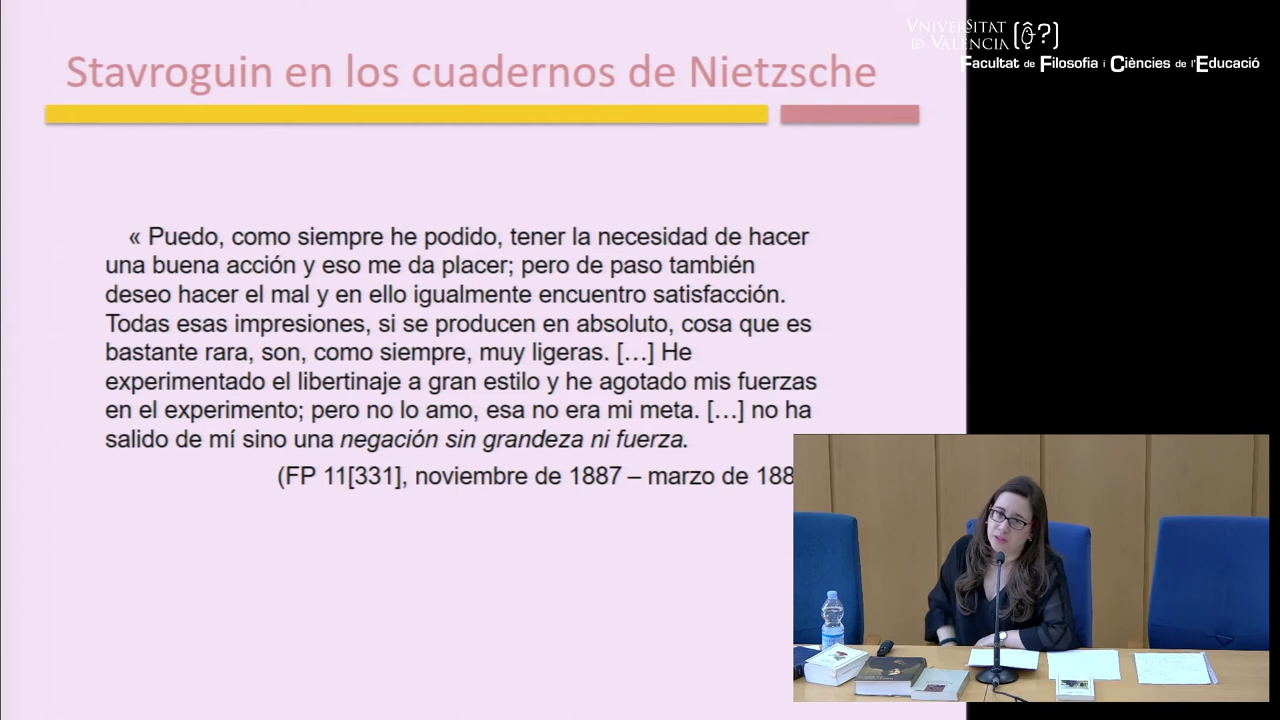 Stavroguin en los cuadernos de Nietzsche
VNIVERSITAT
ID VALÈNCIA [Q̂?]
Facultat de Filosofia i Ciències de l'Educació
« Puedo, como siempre he podido, tener la necesidad de hacer
una buena acción y eso me da placer; pero de paso también
deseo hacer el mal y en ello igualmente encuentro satisfacción.
Todas esas impresiones, si se producen en absoluto, cosa que es
bastante rara, son, como siempre, muy ligeras. […] He
experimentado el libertinaje a gran estilo y he agotado mis fuerzas
en el experimento; pero no lo amo, esa no era mi meta. […] no ha
salido de mí sino una negación sin grandeza ni fuerza.
(FP 11[331], noviembre de 1887 – marzo de 188